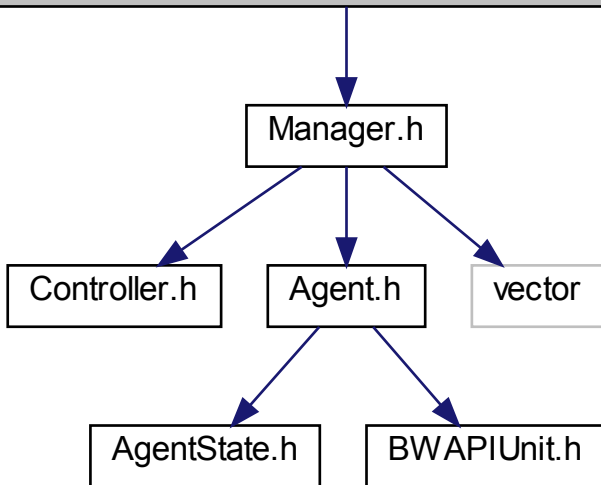 Manager.h
Controller.h
Agent.h
vector
AgentState.h
BWAPIUnit.h